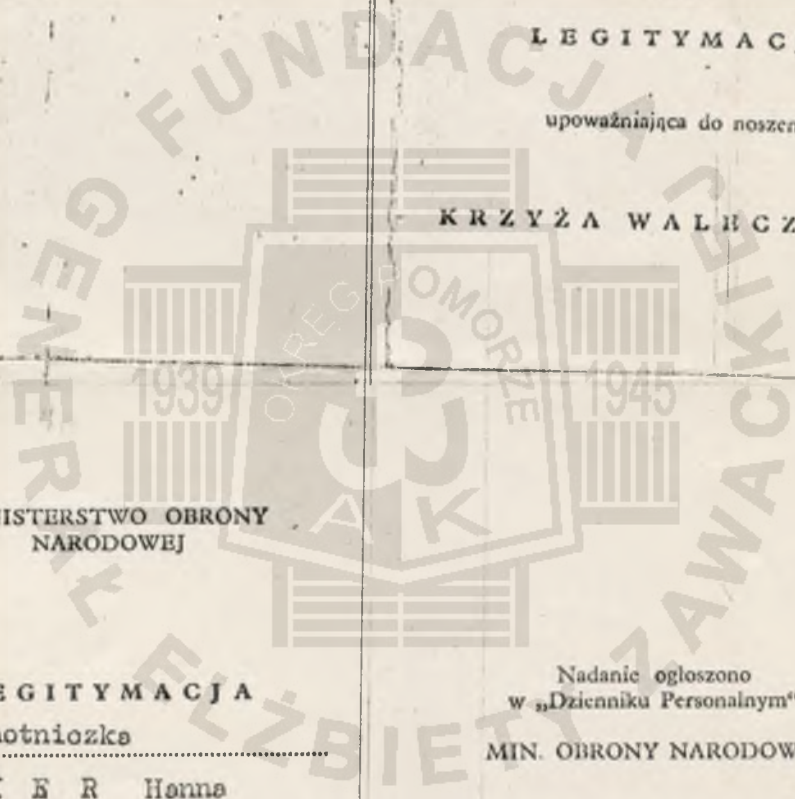 LEGITYMAC
upoważniająca do noszen
KRZYŻA WALECZ
ISTERSTWO OBRONY
NARODOWEJ
EGITYMACJA
otniczka
E R Hanna
Nadanie ogłoszono
w „Dzienniku Personalnym“
MIN. OBRONY NARODOW
FUNDACJA
GENERAŁ ELŻBIETY ZAWACKIEJ
OKRĘG POMORZE
1939
1945
AK